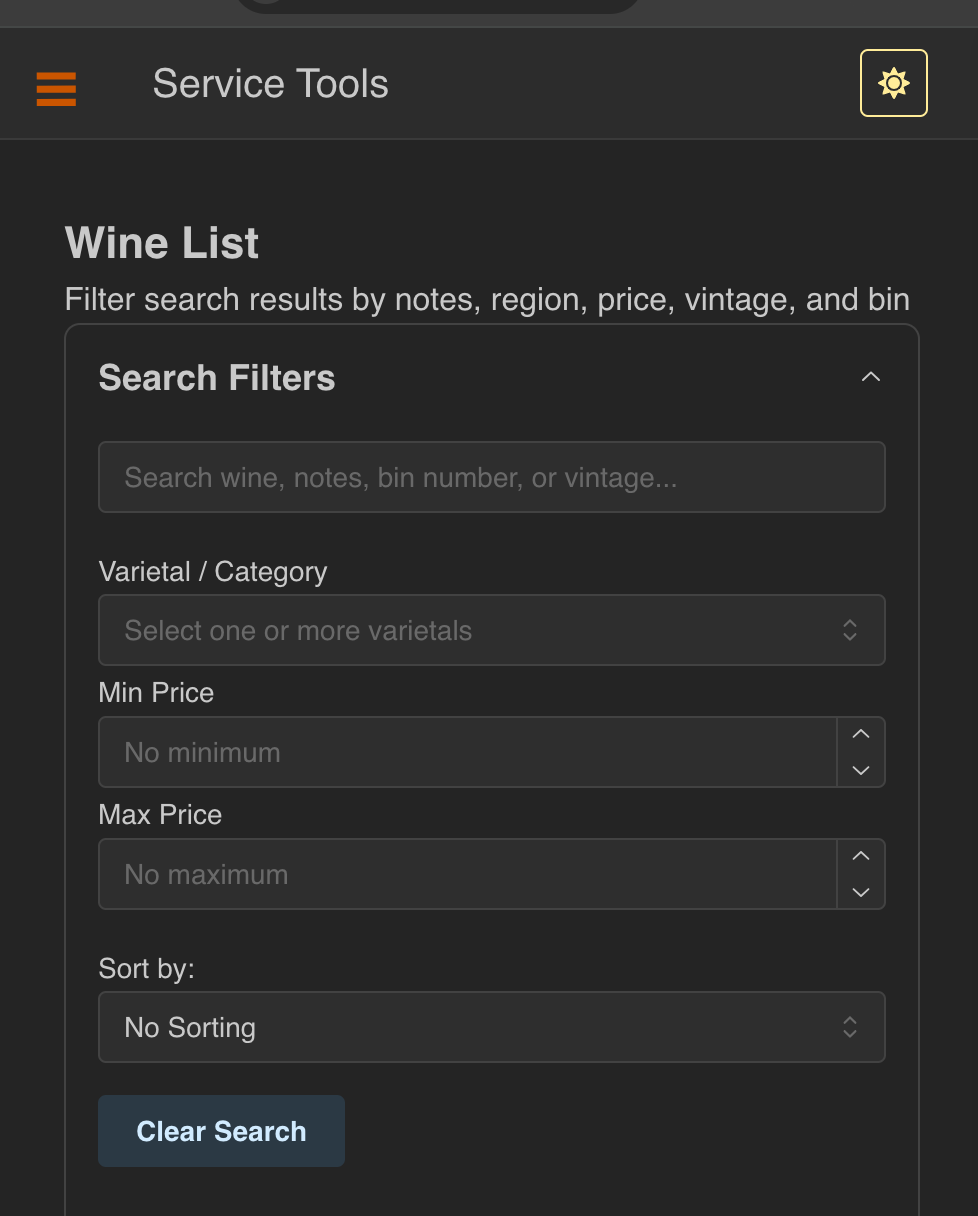 Service Tools
Wine List
Filter search results by notes, region, price, vintage, and bin
Search Filters
Search wine, notes, bin number, or vintage...
Varietal / Category
Select one or more varietals
Min Price
No minimum
Max Price
No maximum
Sort by:
No Sorting
Clear Search